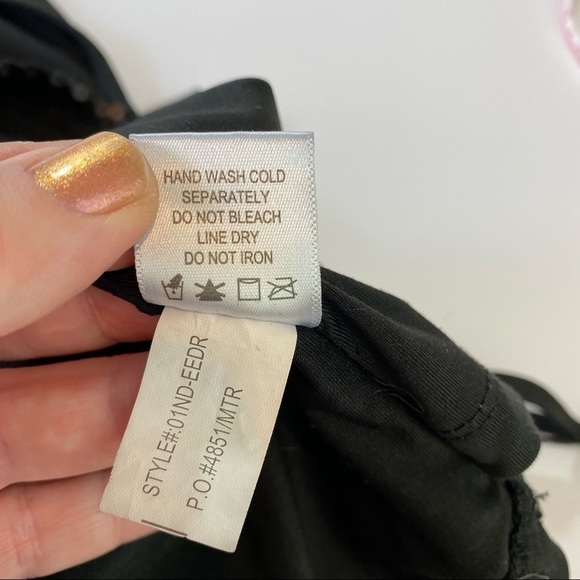 HAND WASH COLD
SEPARATELY
DO NOT BLEACH
LINE DRY
DO NOT IRON
STYLE#:01ND-EEDR
P.O.#4851/MTR